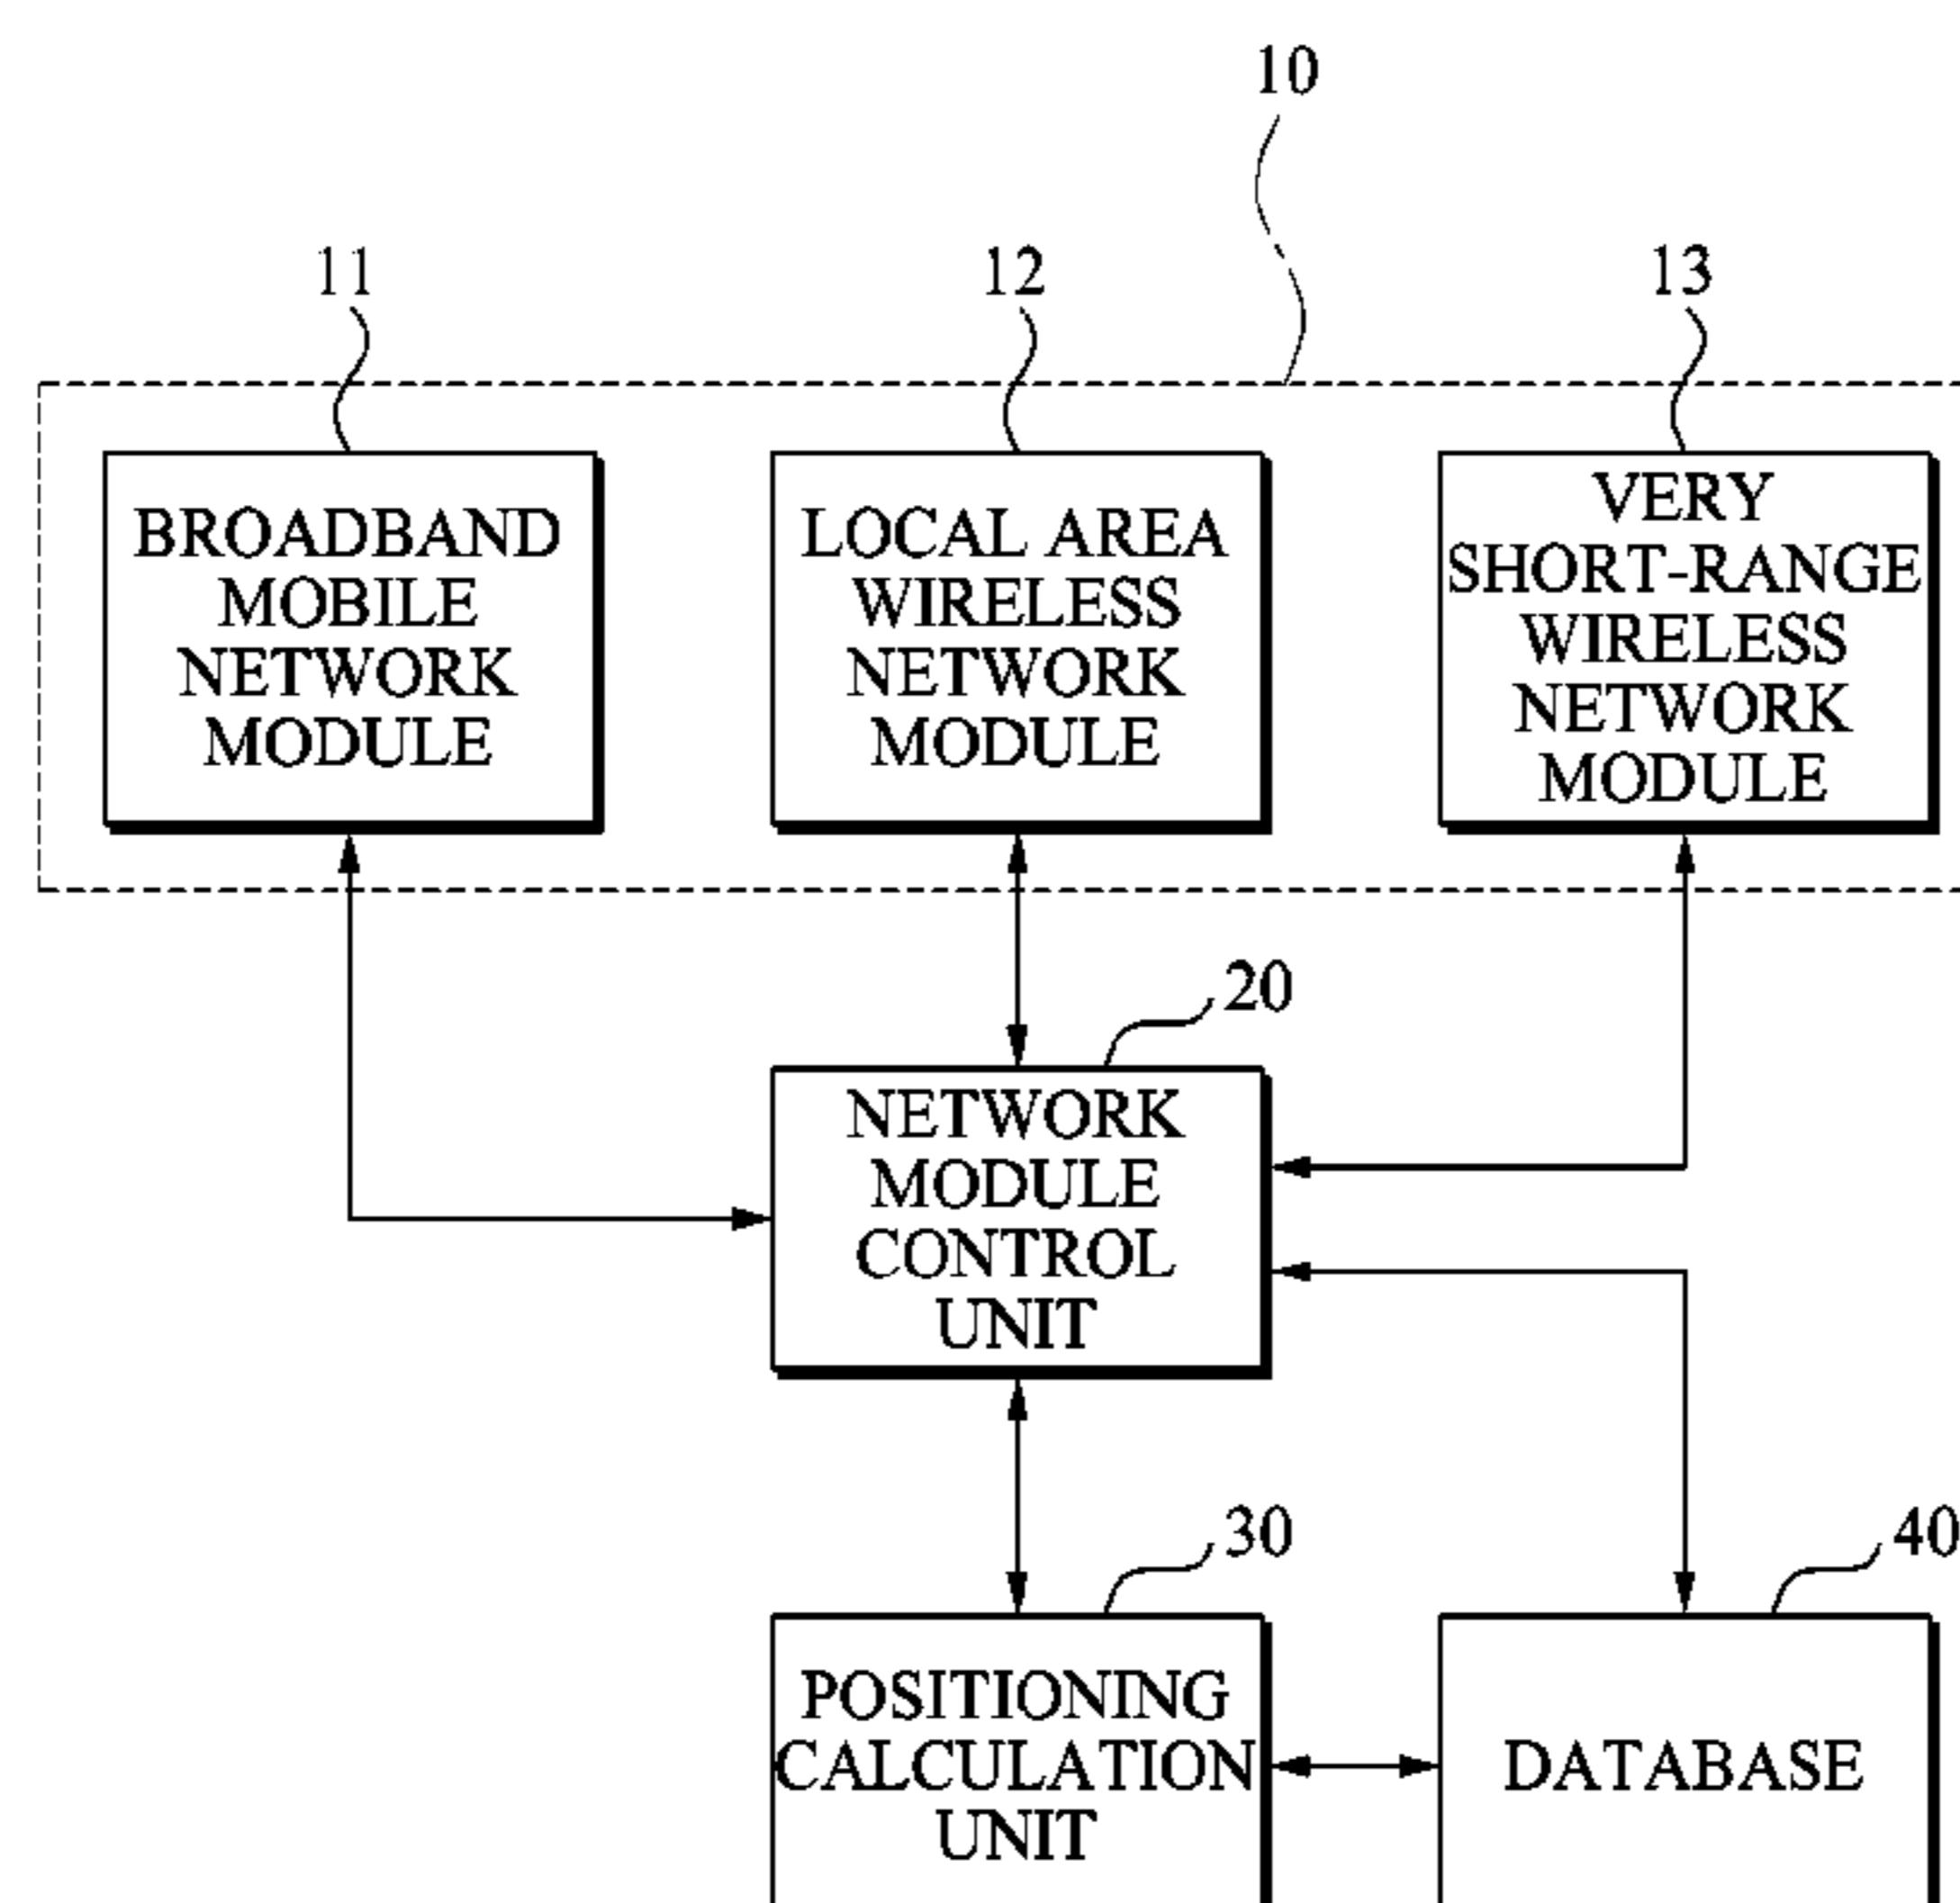 10
11
12
13
BROADBAND
MOBILE
NETWORK
MODULE
LOCAL AREA
WIRELESS
NETWORK
MODULE
VERY
SHORT-RANGE
WIRELESS
NETWORK
MODULE
20
NETWORK
MODULE
CONTROL
UNIT
30
40
POSITIONING
CALCULATION
UNIT
DATABASE